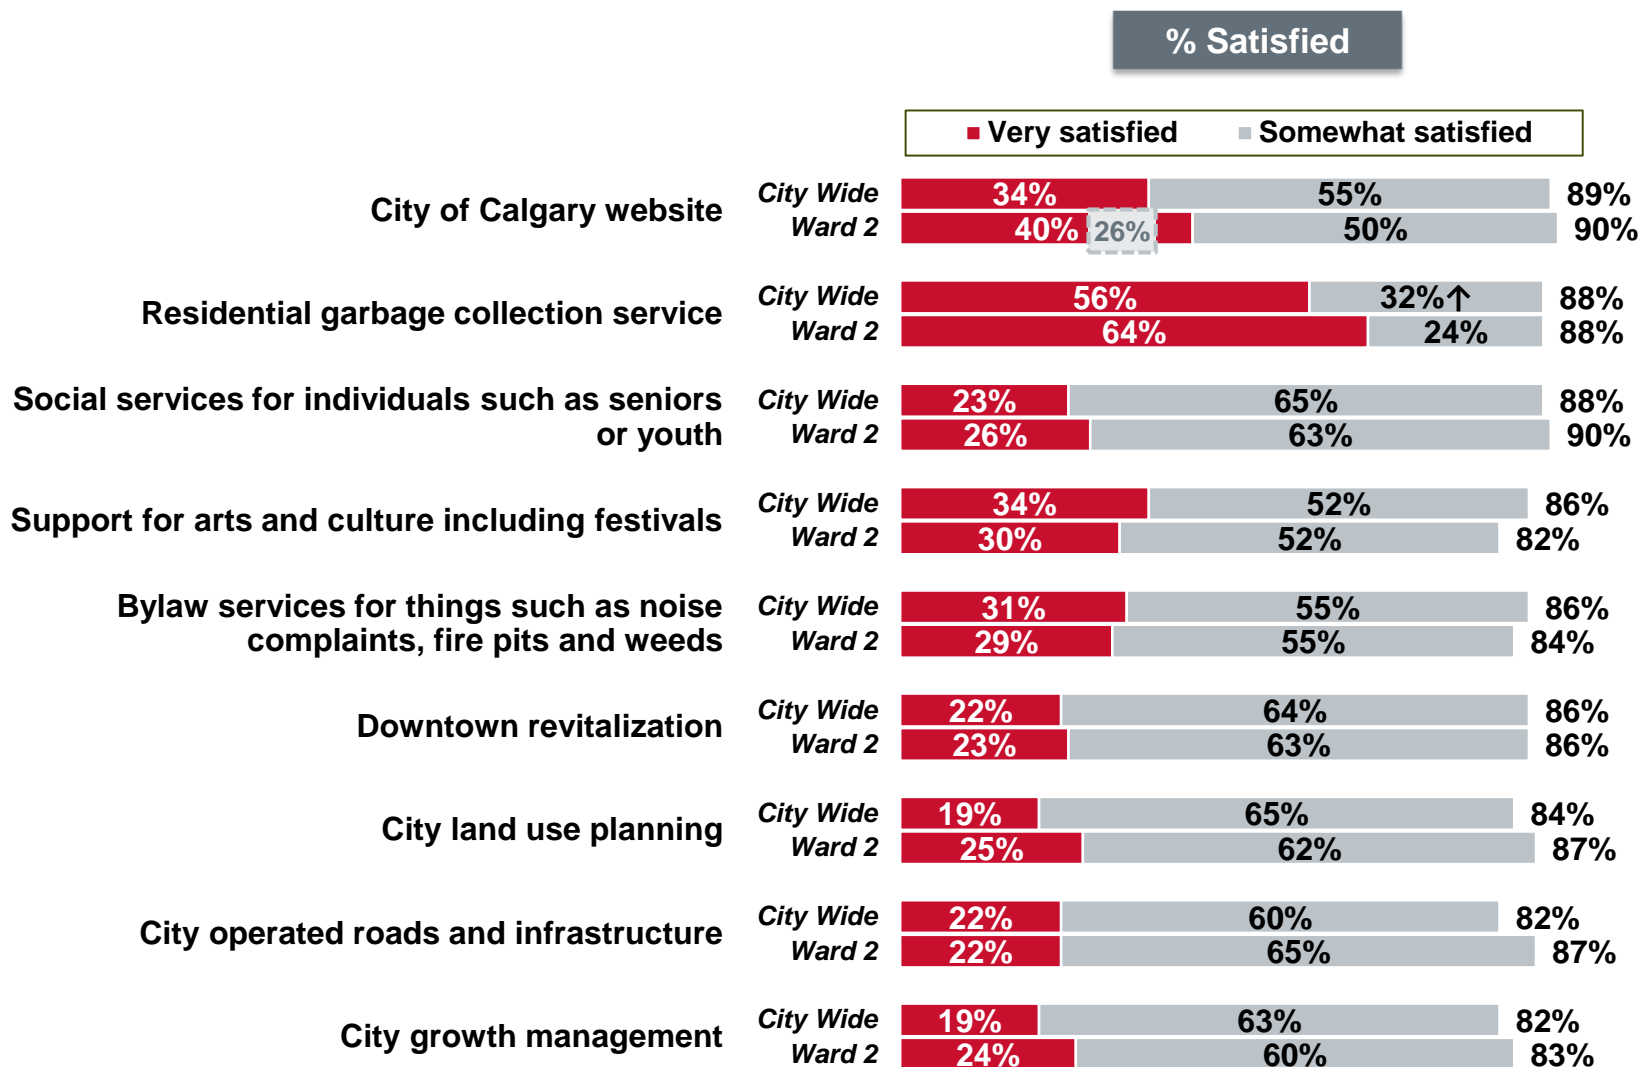 % Satisfied
Very satisfied Somewhat satisfied
City of Calgary website
City Wide 34% 55% 89%
Ward 2 40% 26% 50% 90%
Residential garbage collection service
City Wide 56% 32%↑ 88%
Ward 2 64% 24% 88%
Social services for individuals such as seniors
or youth
City Wide 23% 65% 88%
Ward 2 26% 63% 90%
Support for arts and culture including festivals
City Wide 34% 52% 86%
Ward 2 30% 52% 82%
Bylaw services for things such as noise
complaints, fire pits and weeds
City Wide 31% 55% 86%
Ward 2 29% 55% 84%
Downtown revitalization
City Wide 22% 64% 86%
Ward 2 23% 63% 86%
City land use planning
City Wide 19% 65% 84%
Ward 2 25% 62% 87%
City operated roads and infrastructure
City Wide 22% 60% 82%
Ward 2 22% 65% 87%
City growth management
City Wide 19% 63% 82%
Ward 2 24% 60% 83%